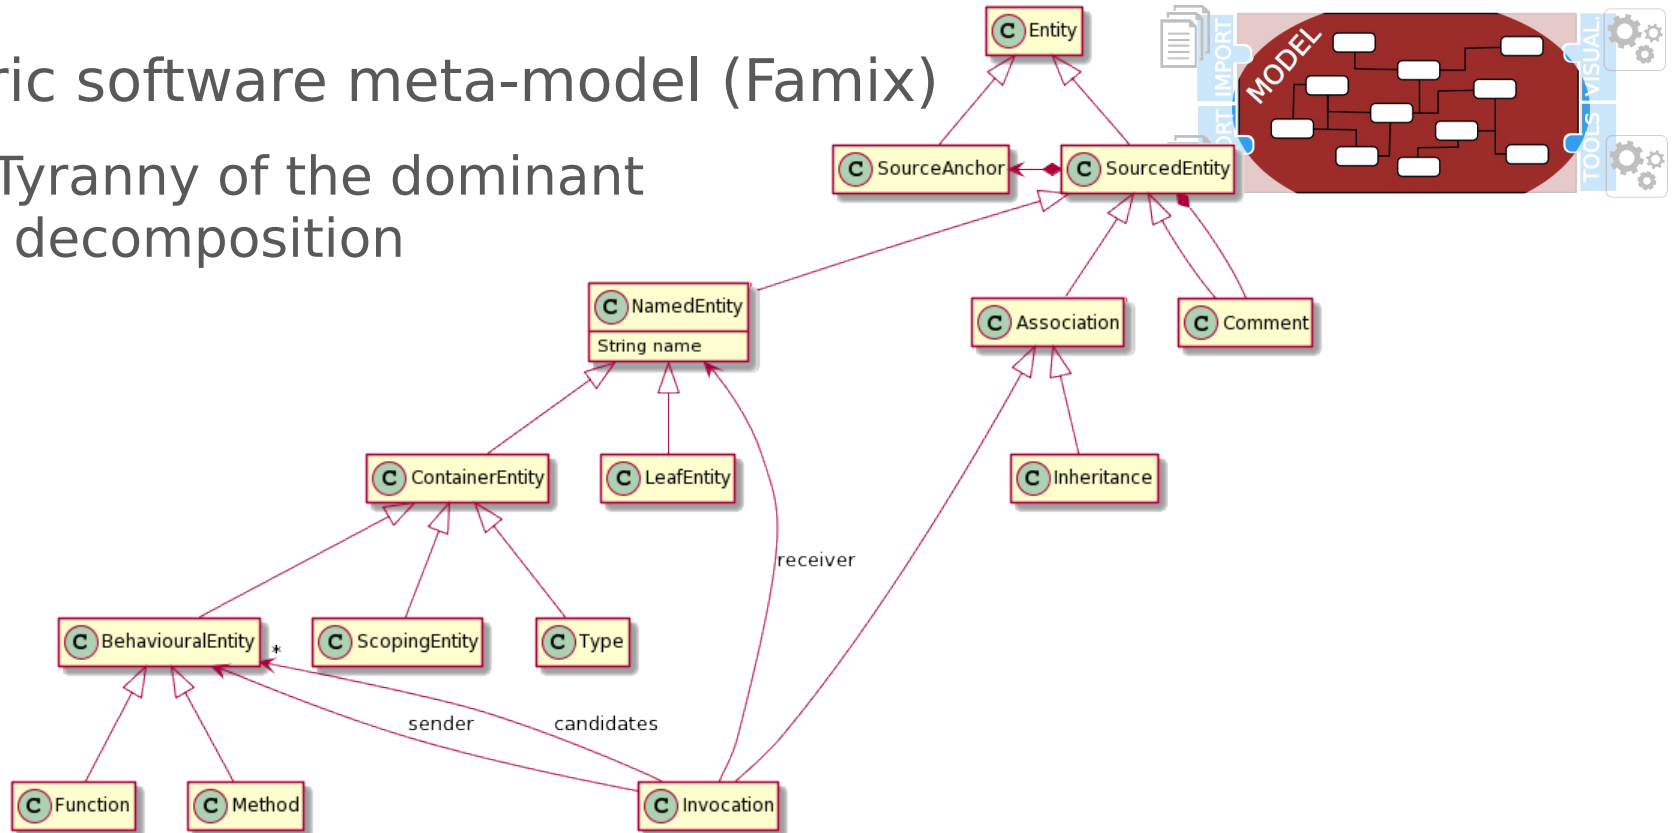 ric software meta-model (Famix)
Tyranny of the dominant
decomposition
IMPORT
ORT
MODEL
VISUAL.
TOOLS
C Entity
C SourceAnchor
C SourcedEntity
C NamedEntity
String name
C Association
C Comment
C ContainerEntity
C LeafEntity
C Inheritance
receiver
C BehaviouralEntity
*
C ScopingEntity
C Type
sender
candidates
C Function
C Method
C Invocation